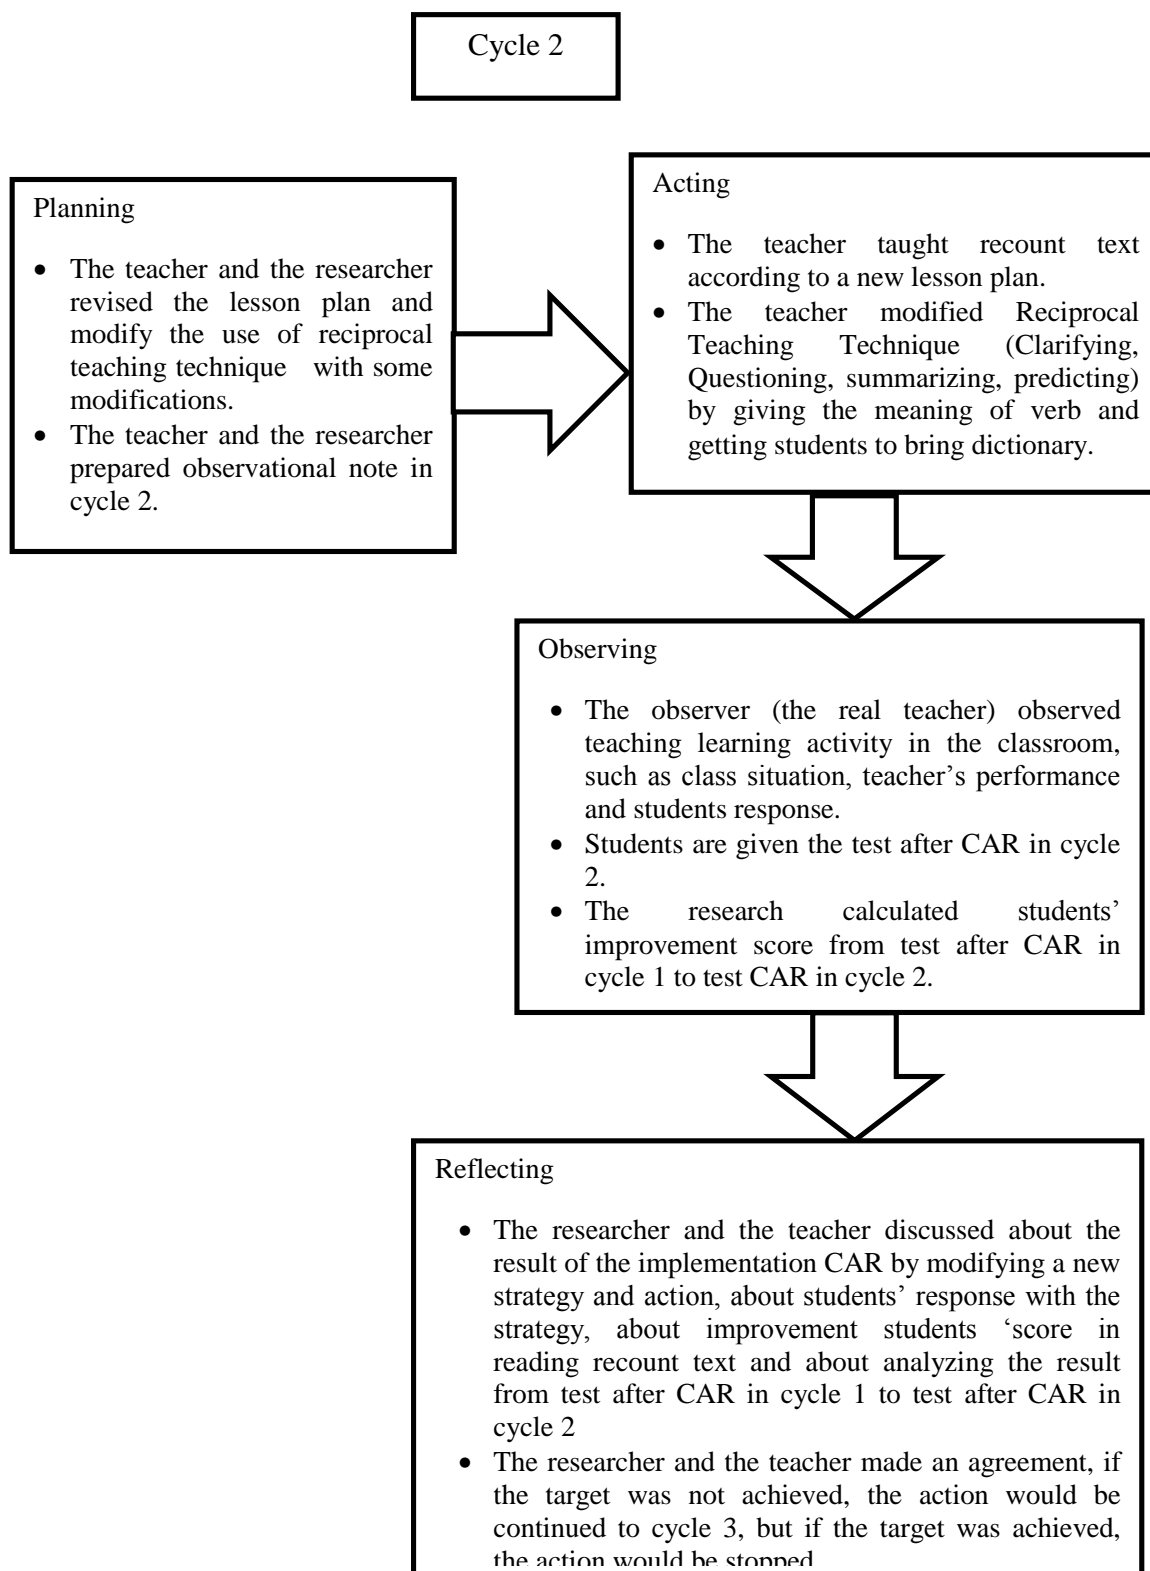 Cycle 2
Planning
• The teacher and the researcher
revised the lesson plan and
modify the use of reciprocal
teaching technique with some
modifications.
• The teacher and the researcher
prepared observational note in
cycle 2.
Acting
• The teacher taught recount text
according to a new lesson plan.
• The teacher modified Reciprocal
Teaching Technique (Clarifying,
Questioning, summarizing, predicting)
by giving the meaning of verb and
getting students to bring dictionary.
Observing
• The observer (the real teacher) observed
teaching learning activity in the classroom,
such as class situation, teacher’s performance
and students response.
• Students are given the test after CAR in cycle
2.
• The research calculated students’
improvement score from test after CAR in
cycle 1 to test CAR in cycle 2.
Reflecting
• The researcher and the teacher discussed about the
result of the implementation CAR by modifying a new
strategy and action, about students’ response with the
strategy, about improvement students ‘score in
reading recount text and about analyzing the result
from test after CAR in cycle 1 to test after CAR in
cycle 2
• The researcher and the teacher made an agreement, if
the target was not achieved, the action would be
continued to cycle 3, but if the target was achieved,
the action would be stopped